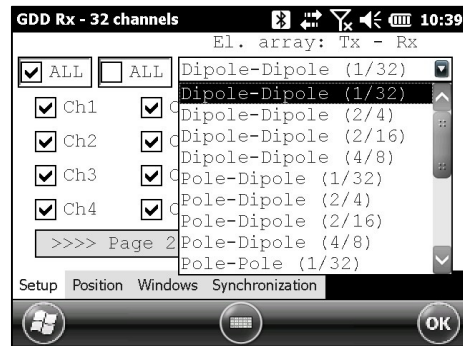 GDD Rx - 32 channels 10:39
El. array: Tx - Rx
ALL ALL Dipole-Dipole (1/32)
Dipole-Dipole (1/32)
Ch1 Dipole-Dipole (2/4)
Dipole-Dipole (2/16)
Ch2 Dipole-Dipole (4/8)
Ch3 Pole-Dipole (1/32)
Pole-Dipole (2/4)
Ch4 Pole-Dipole (2/16)
>>>> Page 2 Pole-Dipole (4/8)
Pole-Pole (1/32)
Setup Position Windows Synchronization
OK